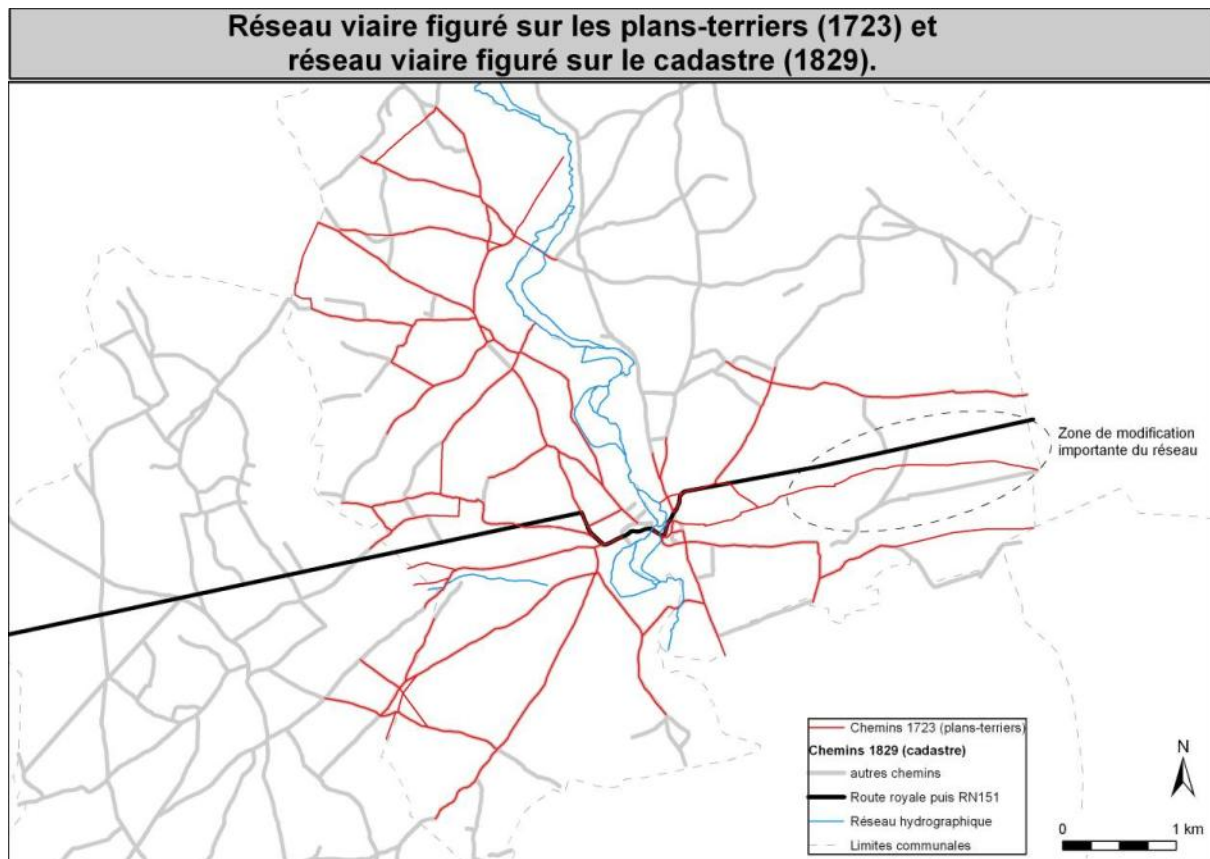 Réseau viaire figuré sur les plans-terriers (1723) et
réseau viaire figuré sur le cadastre (1829).
Zone de modification
importante du réseau
Chemins 1723 (plans-terriers)
Chemins 1829 (cadastre)
autres chemins
Route royale puis RN151
Réseau hydrographique
Limites communales
N
0 1 km